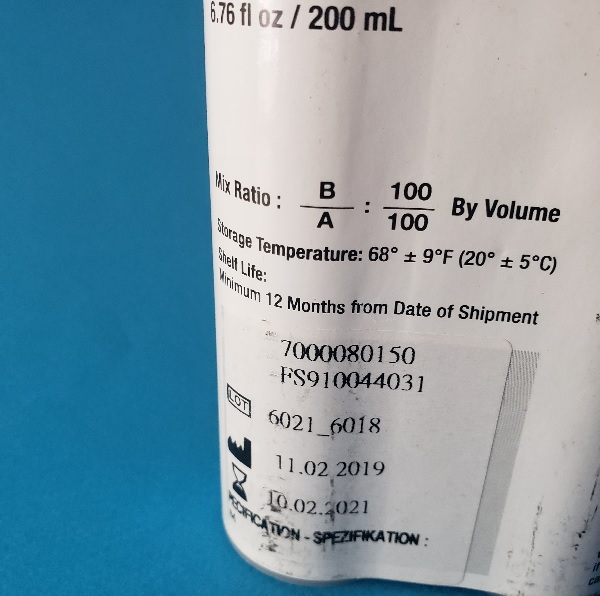 6.76 fl oz / 200 mL
Mix Ratio : B / A : 100 / 100 By Volume
Storage Temperature: 68° ± 9°F (20° ± 5°C)
Shelf Life:
Minimum 12 Months from Date of Shipment
7000080150
FS910044031
LOT 6021_6018
11.02 2019
10.02.2021
SPECIFICATION - SPEZIFIKATION :